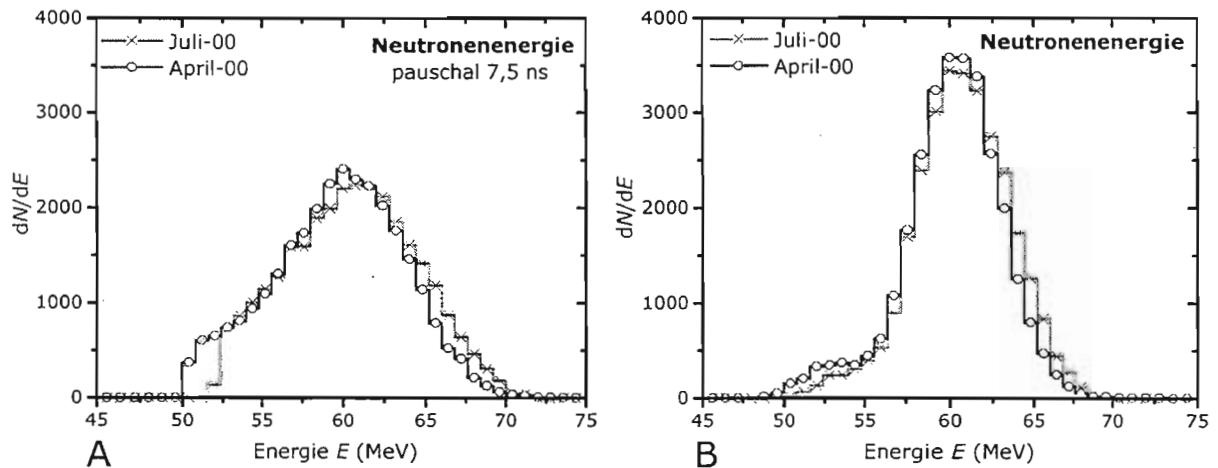 4000
3000
2000
1000
0
dN/dE
Juli-00
April-00
Neutronenenergie
pauschal 7,5 ns
45 50 55 60 65 70 75
Energie E (MeV)
A
4000
3000
2000
1000
0
dN/dE
Juli-00
April-00
Neutronenenergie
45 50 55 60 65 70 75
Energie E (MeV)
B